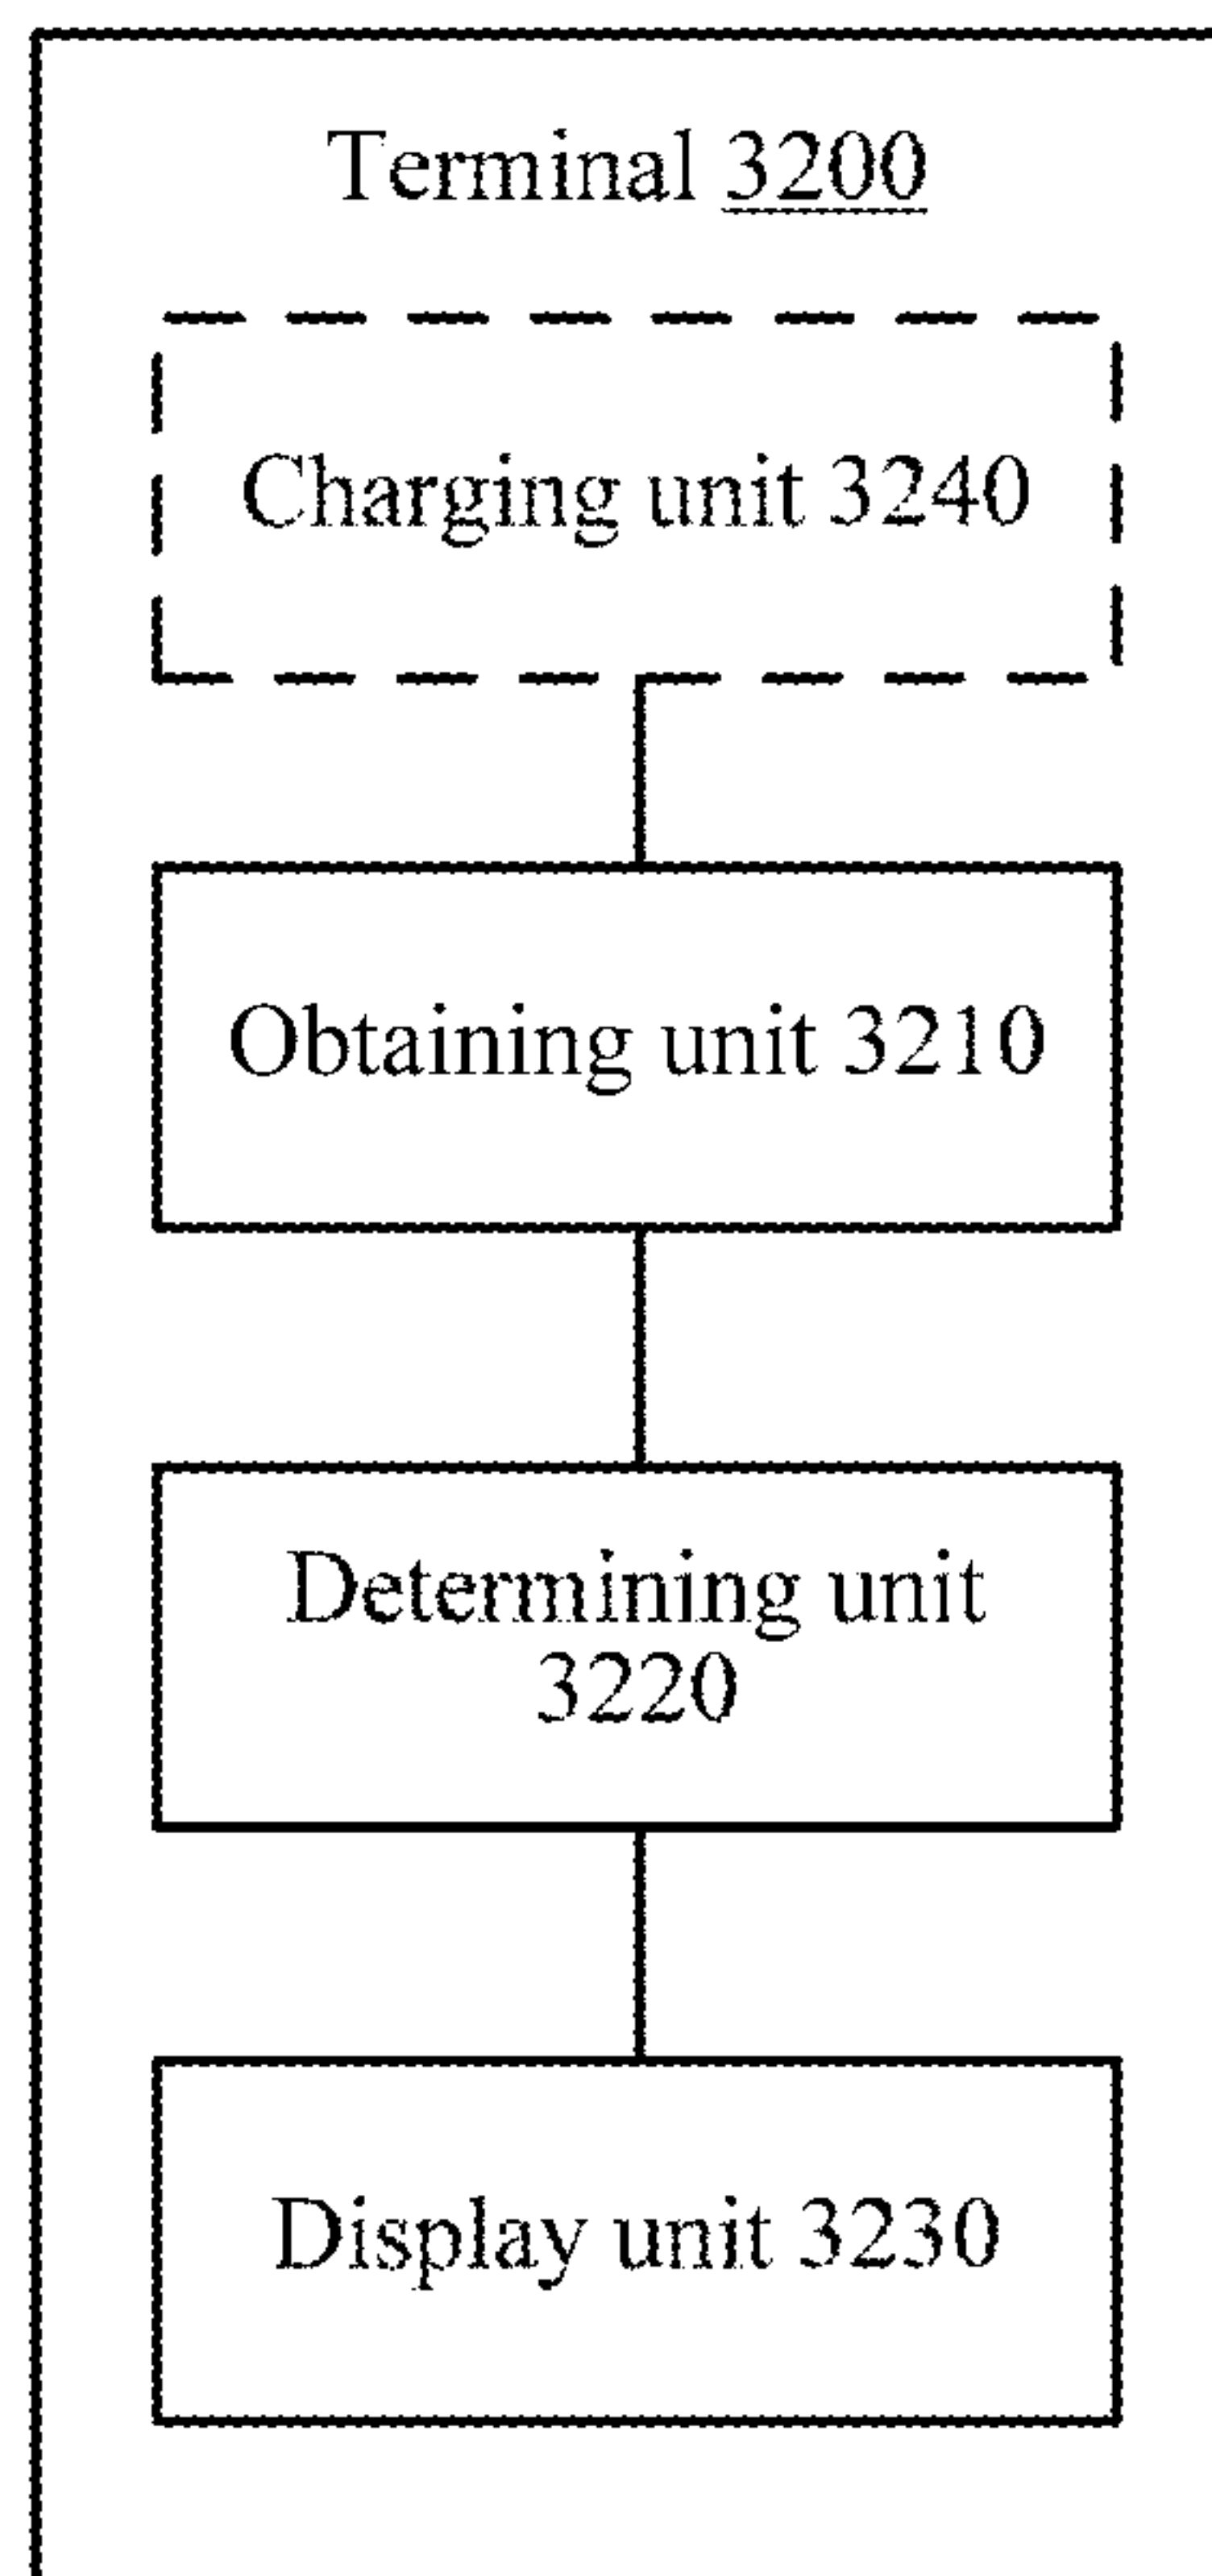 Terminal 3200
Charging unit 3240
Obtaining unit 3210
Determining unit
3220
Display unit 3230